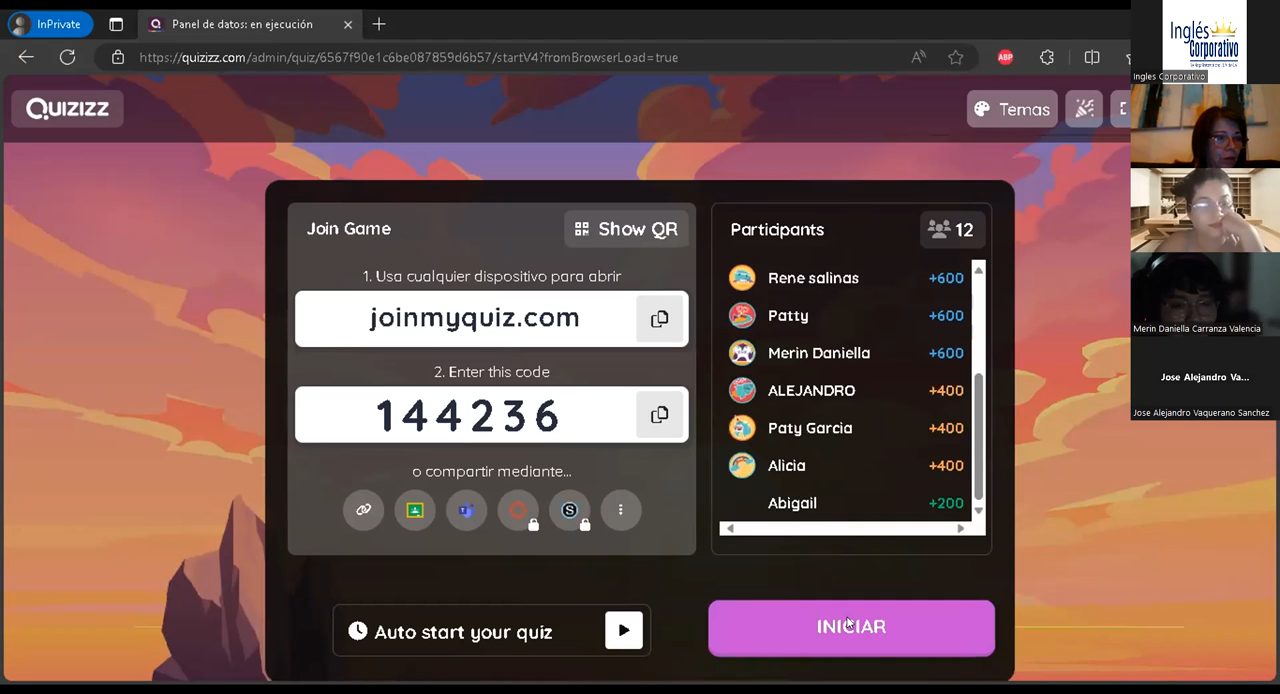 InPrivate
Panel de datos: en ejecución
https://quizizz.com/admin/quiz/6567f90e1c6be087859d6b57/startV4?fromBrowserLoad=true
ABP
Quizizz
Temas
Join Game
Show QR
1. Usa cualquier dispositivo para abrir
joinmyquiz.com
2. Enter this code
144236
o compartir mediante...
Auto start your quiz
Participants
12
Rene salinas +600
Patty +600
Merin Daniella +600
ALEJANDRO +400
Paty Garcia +400
Alicia +400
Abigail +200
INICIAR
Inglés
Corporativo
Ingles Corporativo
Merin Daniella Carranza Valencia
Jose Alejandro Va...
Jose Alejandro Vaquerano Sanchez